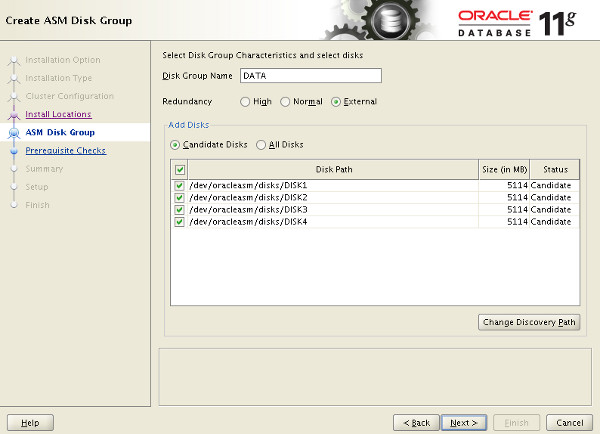 Create ASM Disk Group
ORACLE
DATABASE 11g
Installation Option
Installation Type
Cluster Configuration
Install Locations
ASM Disk Group
Prerequisite Checks
Summary
Setup
Finish
Select Disk Group Characteristics and select disks
Disk Group Name DATA
Redundancy High Normal External
Add Disks
Candidate Disks All Disks
Disk Path Size (in MB) Status
/dev/oracleasm/disks/DISK1 5114 Candidate
/dev/oracleasm/disks/DISK2 5114 Candidate
/dev/oracleasm/disks/DISK3 5114 Candidate
/dev/oracleasm/disks/DISK4 5114 Candidate
Change Discovery Path
Help < Back Next > Finish Cancel